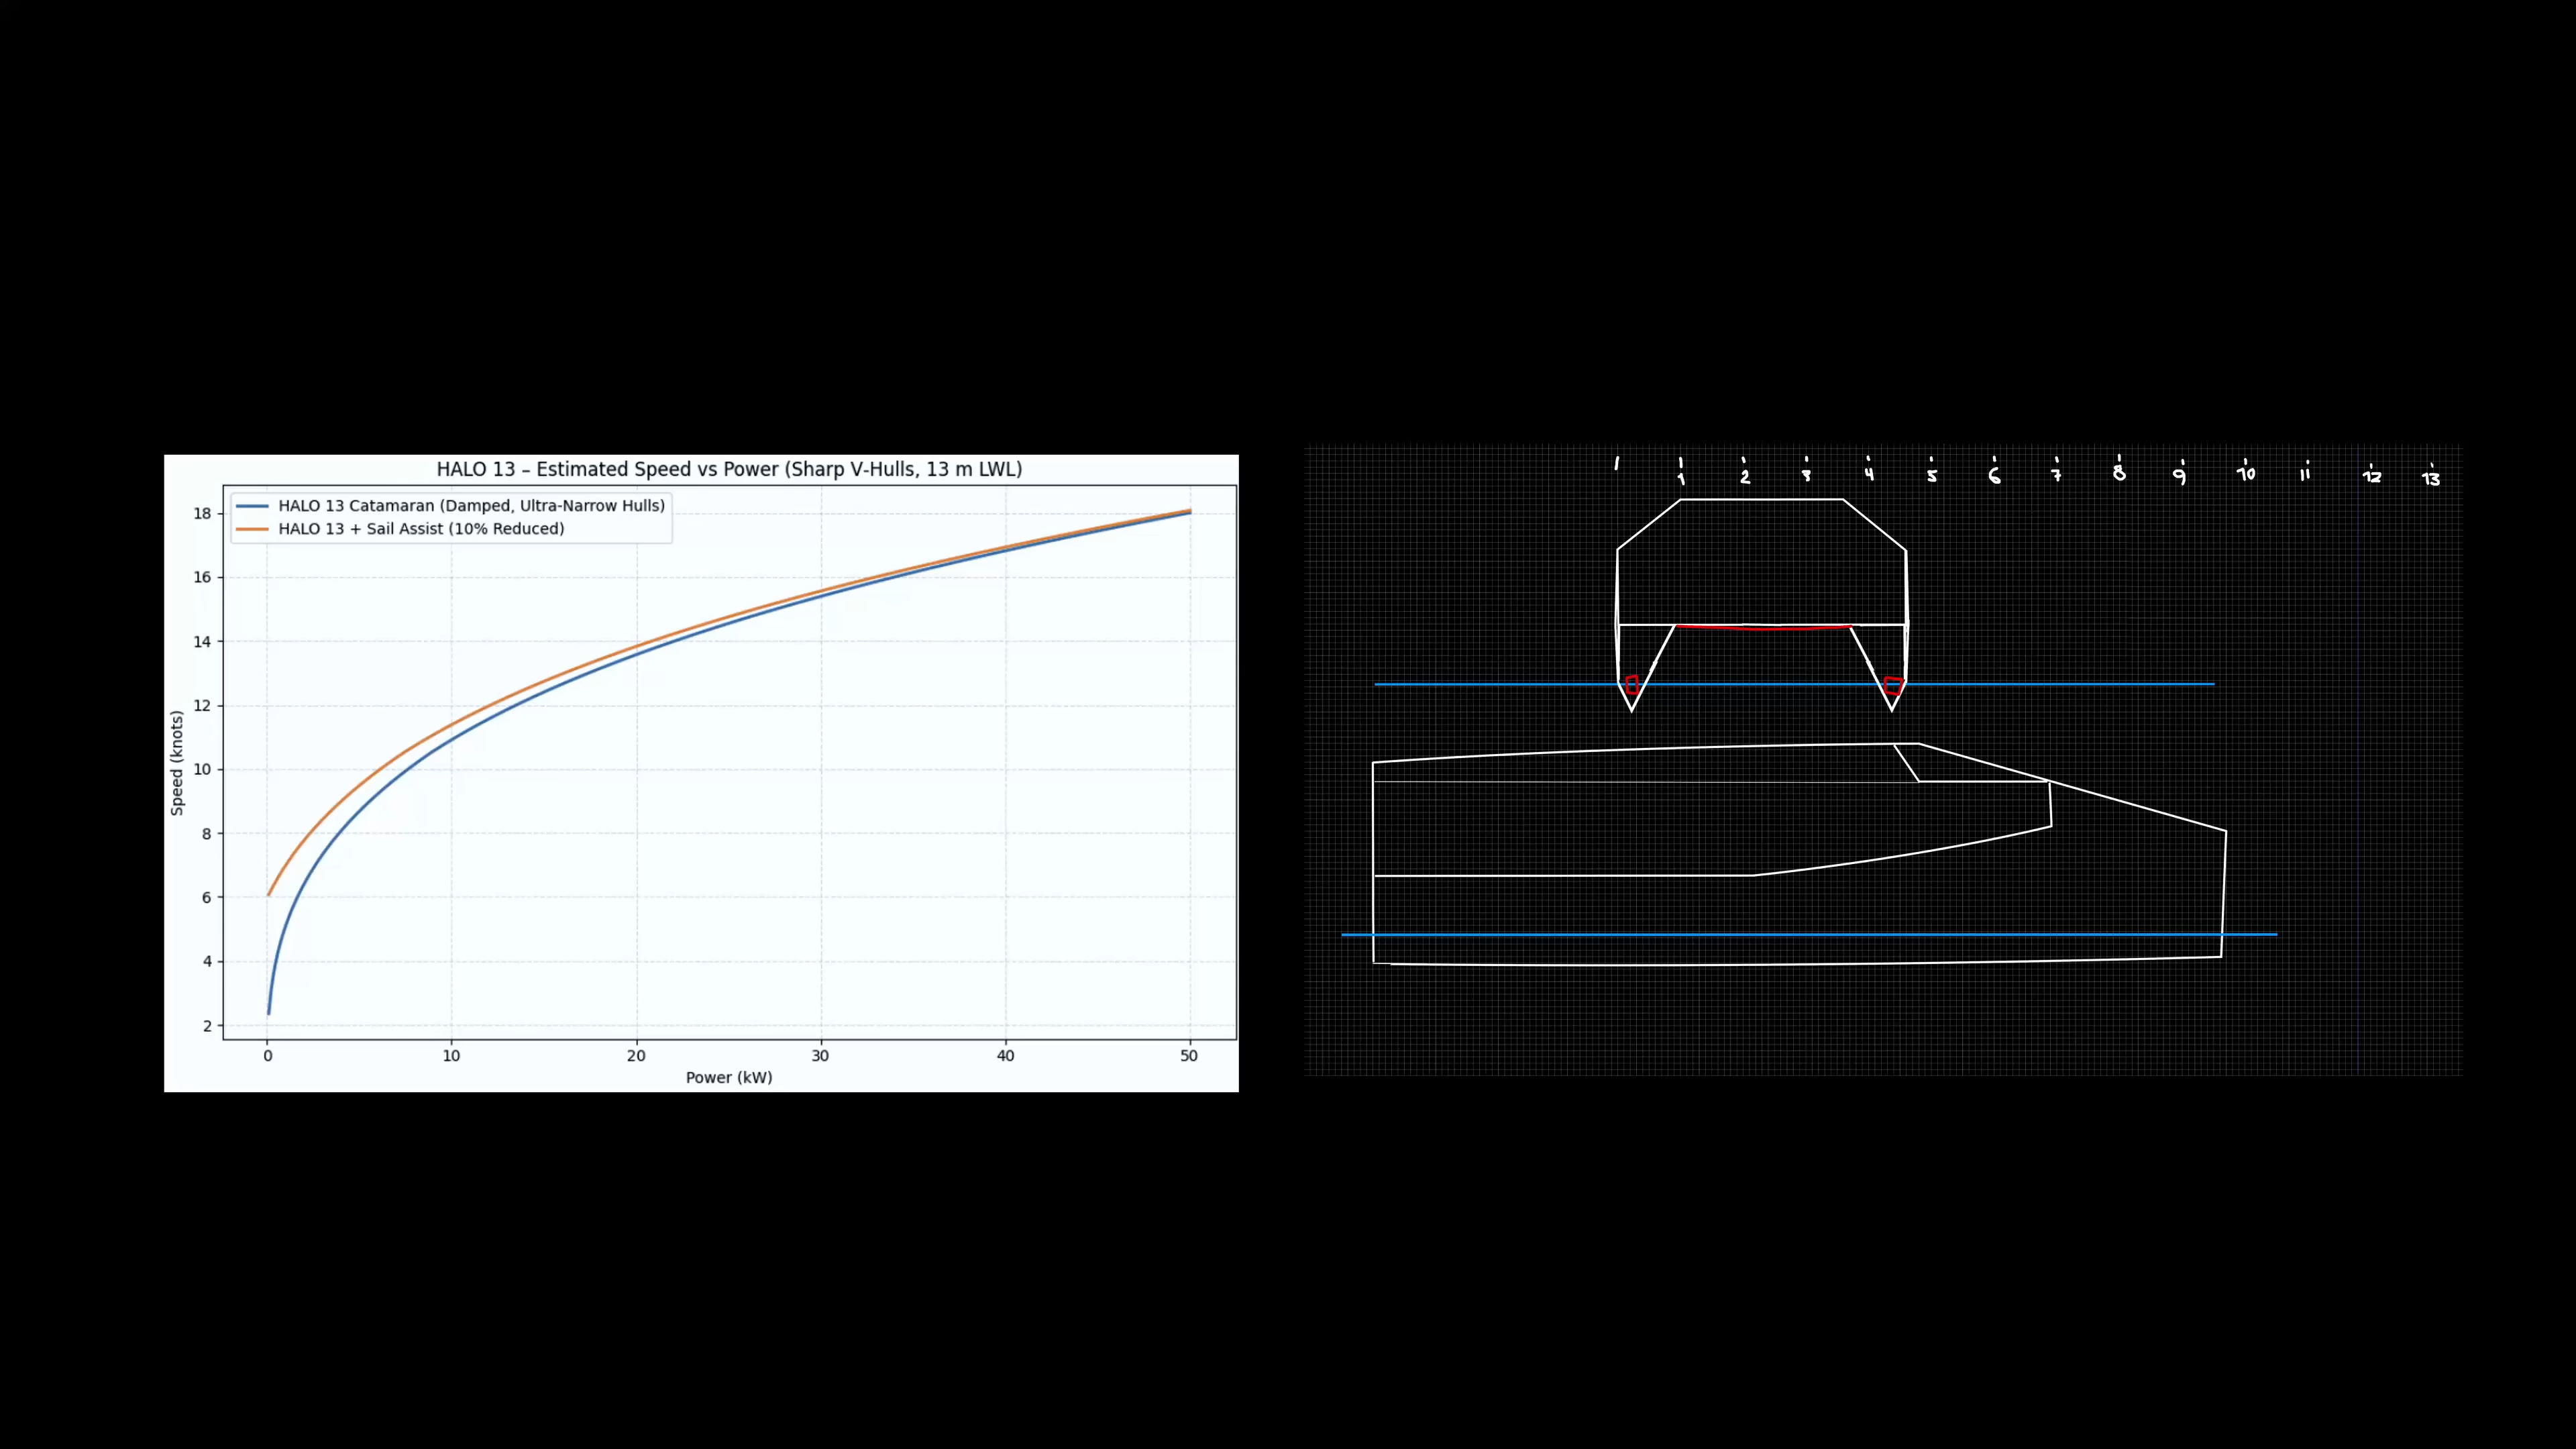 HALO 13 – Estimated Speed vs Power (Sharp V-Hulls, 13 m LWL)
HALO 13 Catamaran (Damped, Ultra-Narrow Hulls)
HALO 13 + Sail Assist (10% Reduced)
Speed (knots)
18
16
14
12
10
8
6
4
2
0 10 20 30 40 50
Power (kW)
1 2 3 4 5 6 7 8 9 10 11 12 13